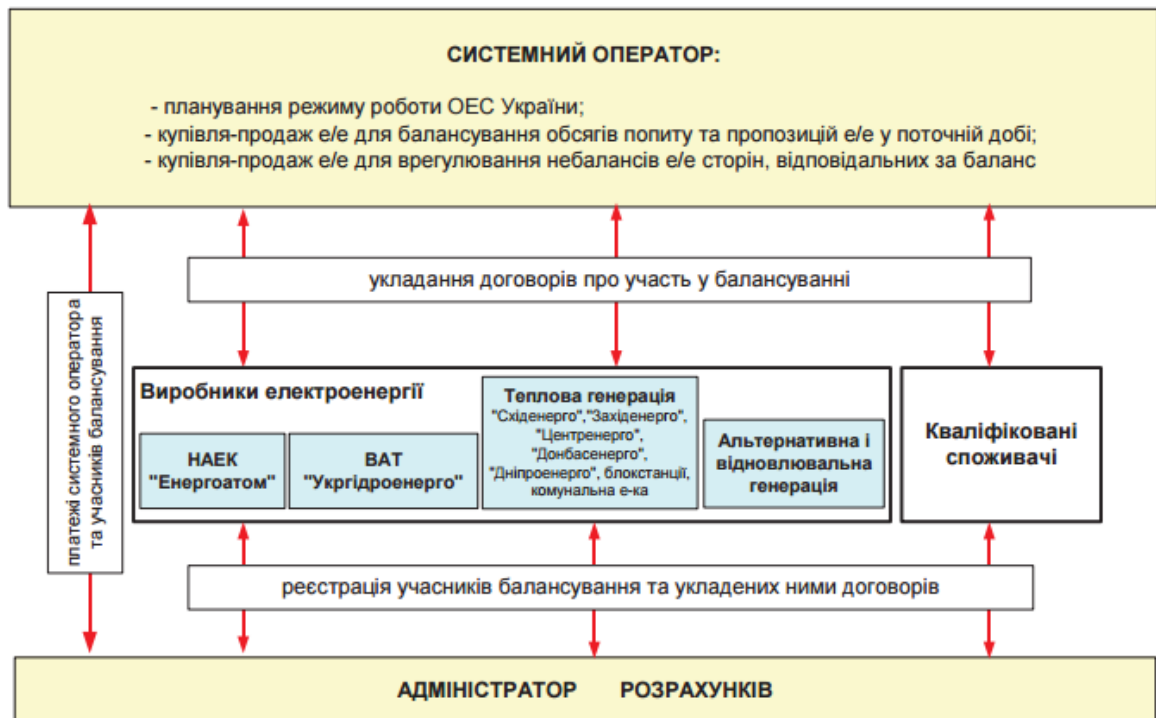 СИСТЕМНИЙ ОПЕРАТОР:
- планування режиму роботи ОЕС України;
- купівля-продаж е/е для балансування обсягів попиту та пропозицій е/е у поточній добі;
- купівля-продаж е/е для врегулювання небалансів е/е сторін, відповідальних за баланс
укладання договорів про участь у балансуванні
платежі системного оператора
та учасників балансування
Виробники електроенергії
НАЕК
"Енергоатом"
ВАТ
"Укргідроенерго"
Теплова генерація
"Східенерго","Західенерго",
"Центренерго",
"Донбасенерго",
"Дніпроенерго", блокстанції,
комунальна е-ка
Альтернативна і
відновлювальна
генерація
Кваліфіковані
споживачі
реєстрація учасників балансування та укладених ними договорів
АДМІНІСТРАТОР РОЗРАХУНКІВ